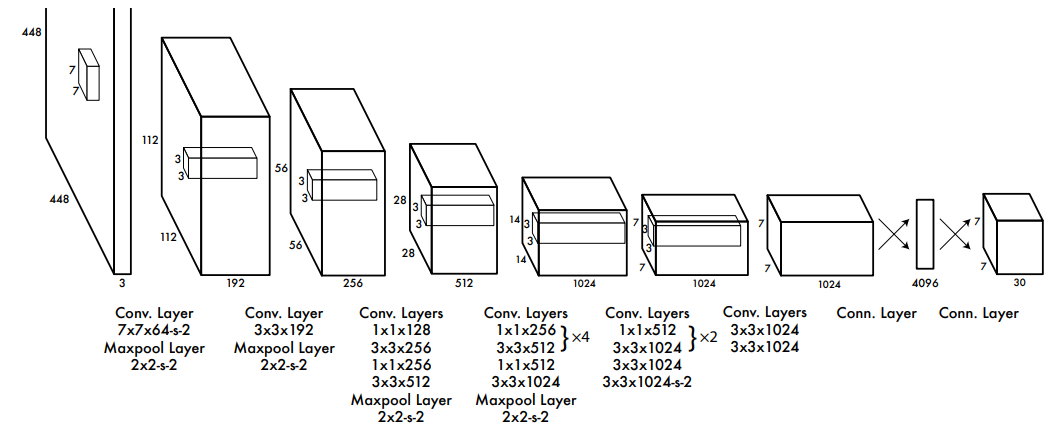 448
7
7
448
3
112
3
3
112
192
56
3
3
56
256
28
3
3
28
512
14
3
3
14
1024
7
3
3
7
1024
7
7
1024
4096
7
7
30
Conv. Layer
7x7x64-s-2
Maxpool Layer
2x2-s-2
Conv. Layer
3x3x192
Maxpool Layer
2x2-s-2
Conv. Layers
1x1x128
3x3x256
1x1x256
3x3x512
Maxpool Layer
2x2-s-2
Conv. Layers
1x1x256
3x3x512
}×4
1x1x512
3x3x1024
Maxpool Layer
2x2-s-2
Conv. Layers
1x1x512
3x3x1024
}×2
3x3x1024
3x3x1024-s-2
Conv. Layers
3x3x1024
3x3x1024
Conn. Layer
Conn. Layer